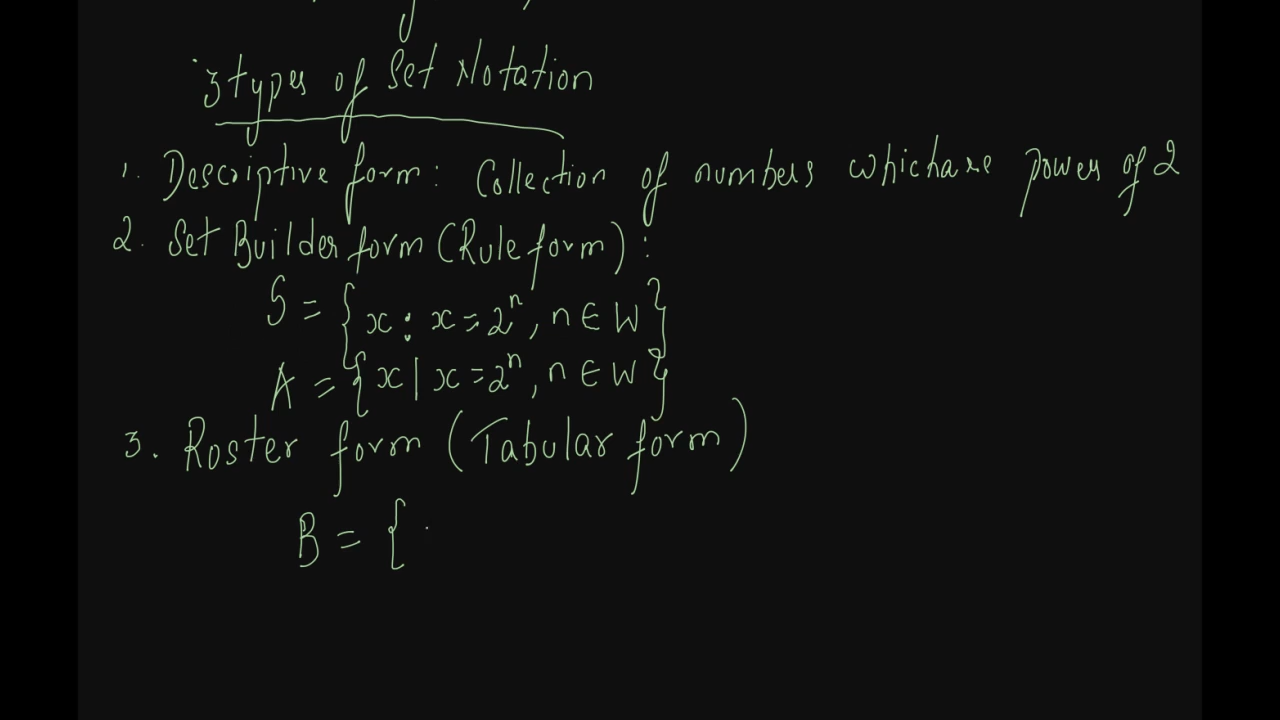 3 types of Set Notation
1. Descriptive form: Collection of numbers which are power of 2
2. Set Builder form (Rule form):
S = {x : x = 2ⁿ, n ∈ W}
A = {x | x = 2ⁿ, n ∈ W}
3. Roster form (Tabular form)
B = {